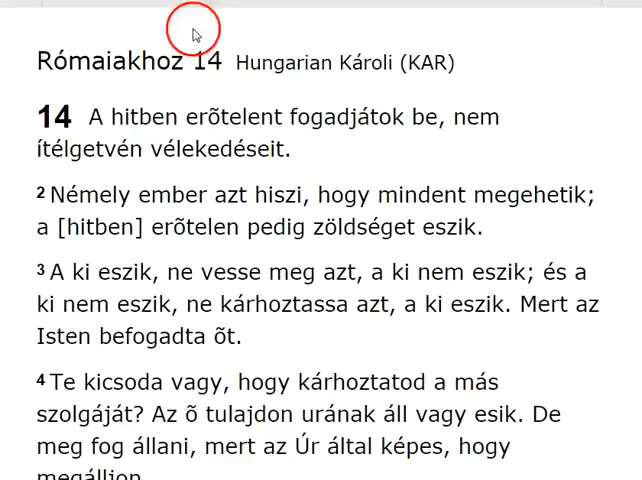 Rómaiakhoz 14 Hungarian Károli (KAR)
14 A hitben erõtelent fogadjátok be, nem
ítélgetvén vélekedéseit.
2 Némely ember azt hiszi, hogy mindent megehetik;
a [hitben] erõtelen pedig zöldséget eszik.
3 A ki eszik, ne vesse meg azt, a ki nem eszik; és a
ki nem eszik, ne kárhoztassa azt, a ki eszik. Mert az
Isten befogadta õt.
4 Te kicsoda vagy, hogy kárhoztatod a más
szolgáját? Az õ tulajdon urának áll vagy esik. De
meg fog állani, mert az Úr által képes, hogy
megálljon.